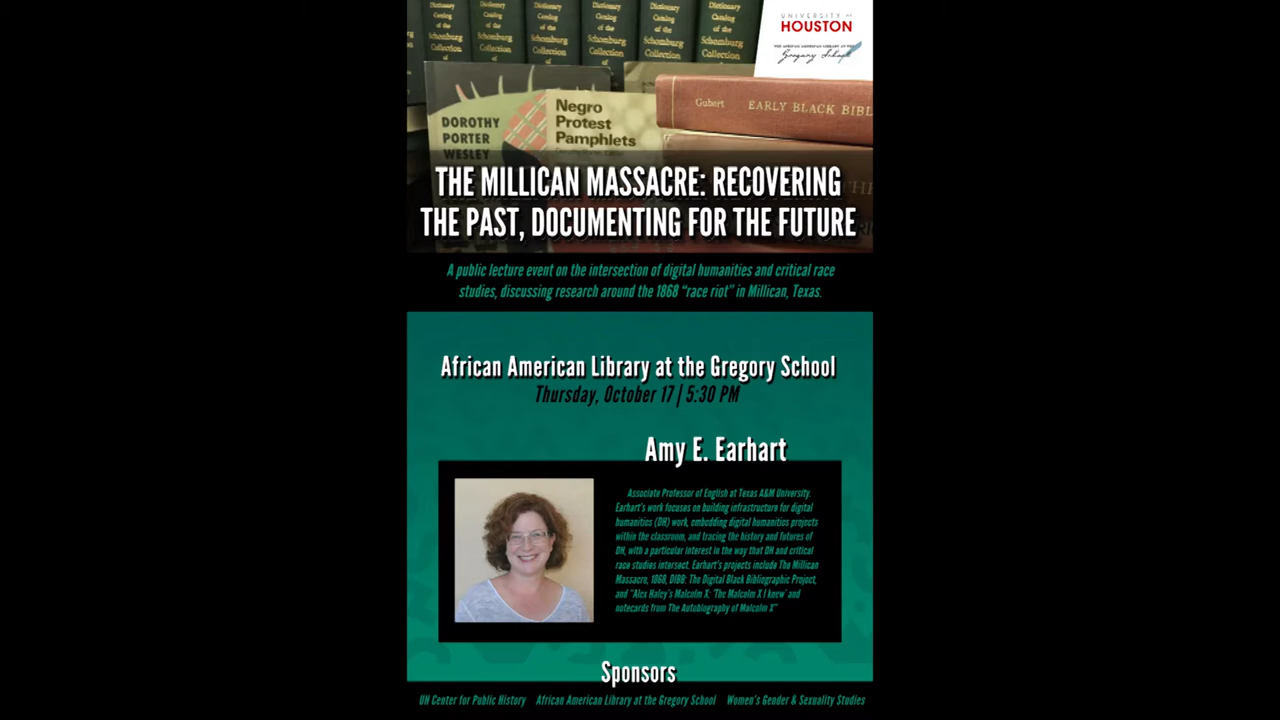 Dictionary Catalog of the Schomburg Collection
Dictionary Catalog of the Schomburg Collection
Dictionary Catalog of the Schomburg Collection
Dictionary Catalog of the Schomburg Collection
Dictionary Catalog of the Schomburg Collection
UNIVERSITY of
HOUSTON
THE AFRICAN AMERICAN LIBRARY AT THE
Gregory School
DOROTHY
PORTER
WESLEY
Negro
Protest
Pamphlets
Gubert EARLY BLACK BIBL
THE MILLICAN MASSACRE: RECOVERING
THE PAST, DOCUMENTING FOR THE FUTURE
A public lecture event on the intersection of digital humanities and critical race
studies, discussing research around the 1868 “race riot” in Millican, Texas.
African American Library at the Gregory School
Thursday, October 17 | 5:30 PM
Amy E. Earhart
Associate Professor of English at Texas A&M University.
Earhart's work focuses on building infrastructure for digital
humanities (DH) work, embedding digital humanities projects
within the classroom, and tracing the history and futures of
DH, with a particular interest in the way that DH and critical
race studies intersect. Earhart's projects include The Millican
Massacre, 1868, DIBB: The Digital Black Bibliographic Project,
and "Alex Haley's Malcolm X: 'The Malcolm X I knew' and
notecards from The Autobiography of Malcolm X"
Sponsors
UH Center for Public History African American Library at the Gregory School Women's Gender & Sexuality Studies